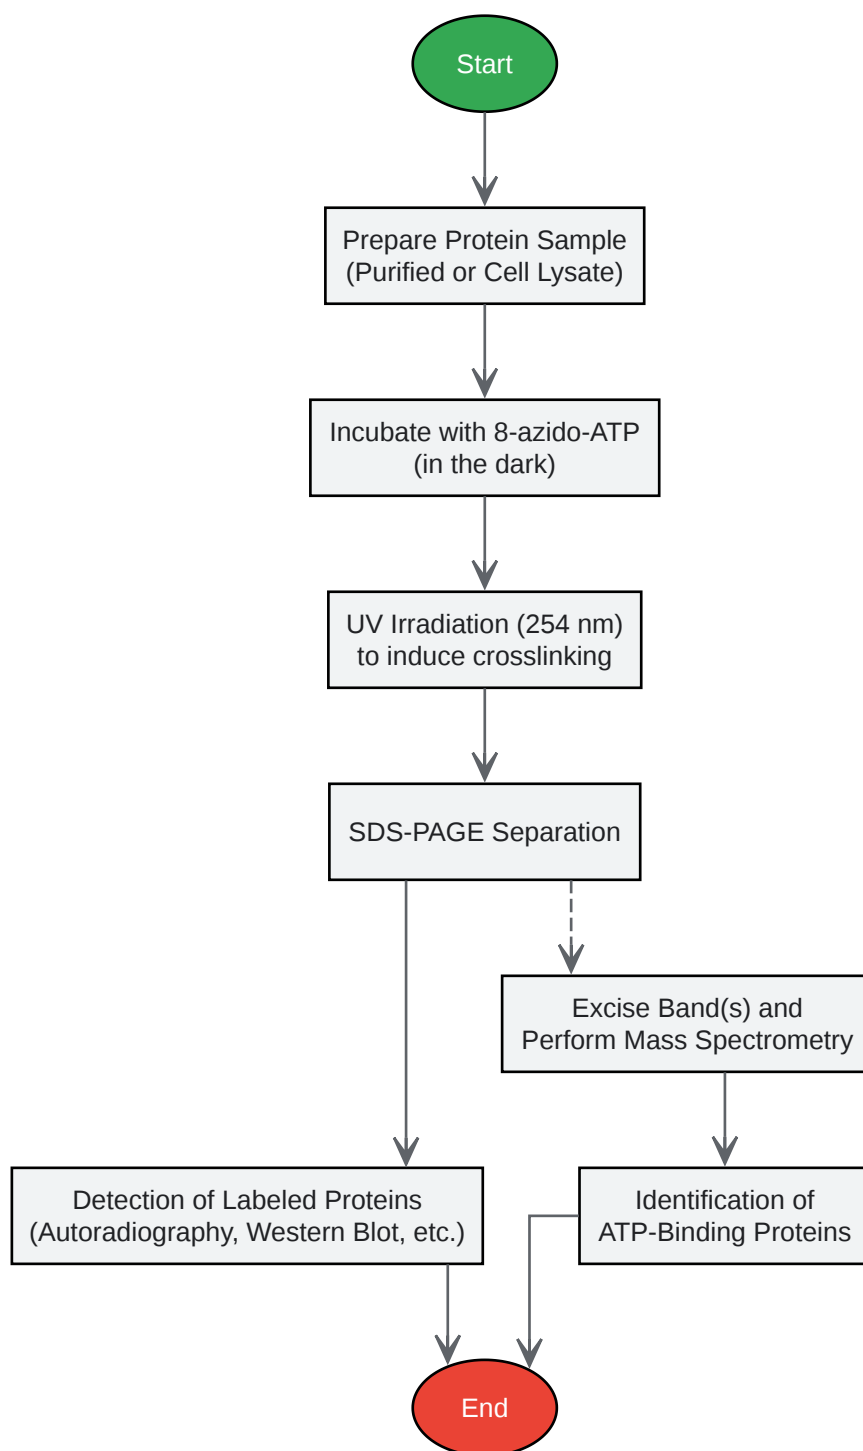 Start
Prepare Protein Sample
(Purified or Cell Lysate)
Incubate with 8-azido-ATP
(in the dark)
UV Irradiation (254 nm)
to induce crosslinking
SDS-PAGE Separation
Excise Band(s) and
Perform Mass Spectrometry
Detection of Labeled Proteins
(Autoradiography, Western Blot, etc.)
Identification of
ATP-Binding Proteins
End